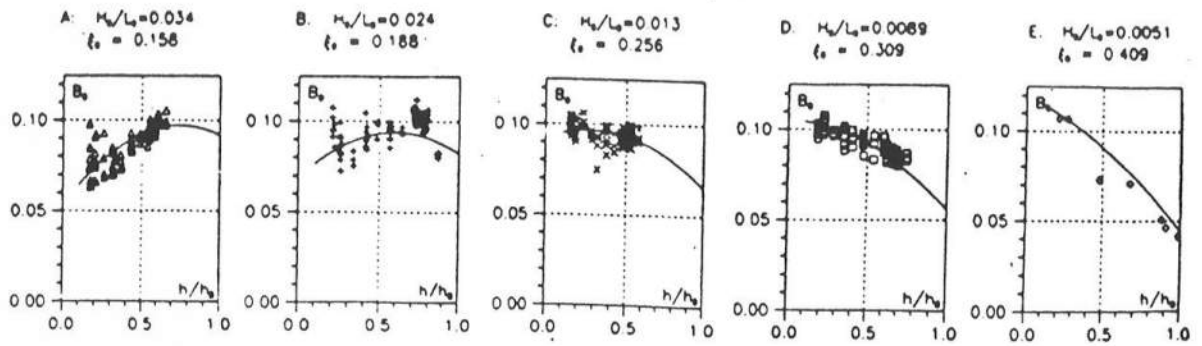 A: H₀/L₀=0.034
ξ₀ = 0.158
B. H₀/L₀=0.024
ξ₀ = 0.188
C: H₀/L₀=0.013
ξ₀ = 0.256
D. H₀/L₀=0.0089
ξ₀ = 0.309
E. H₀/L₀=0.0051
ξ₀ = 0.409
B₀
0.10
0.05
0 00
h/h₀
0.0 0.5 1.0
B₀
0 10
0 05
0 00
h/h₀
0.0 0.5 1.0
B₀
0 10
0 05
0 00
h/h₀
0.0 0.5 1.0
B₀
0 10
0 05
0 00
h/h₀
0.0 0.5 1.0
B₀
0 10
0 05
0 00
h/h₀
0.0 0.5 1.0